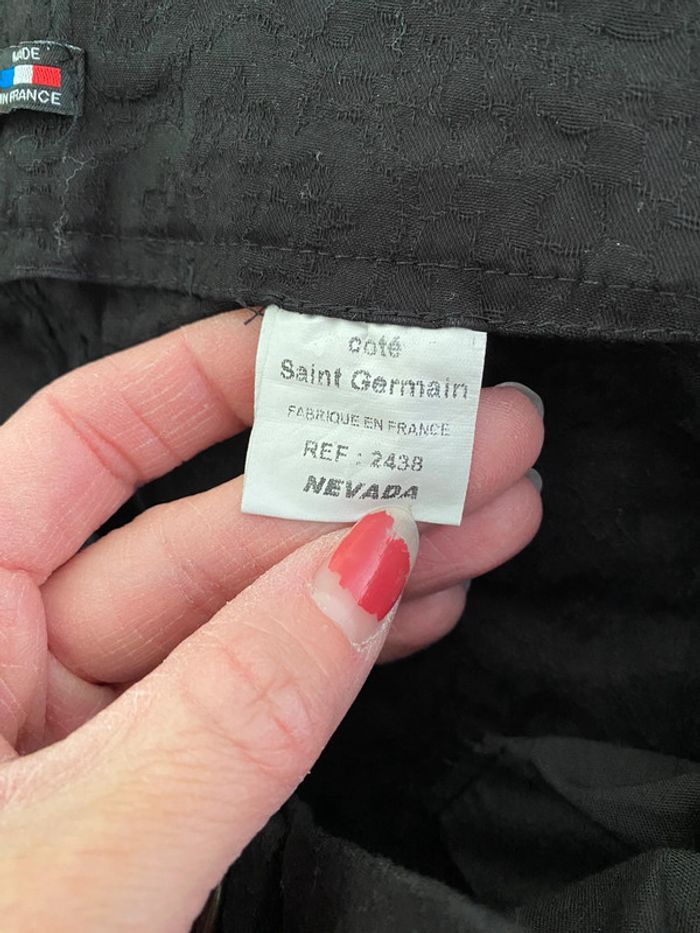 MADE
IN FRANCE
coté
Saint Germain
FABRIQUE EN FRANCE
REF : 2438
NEVADA